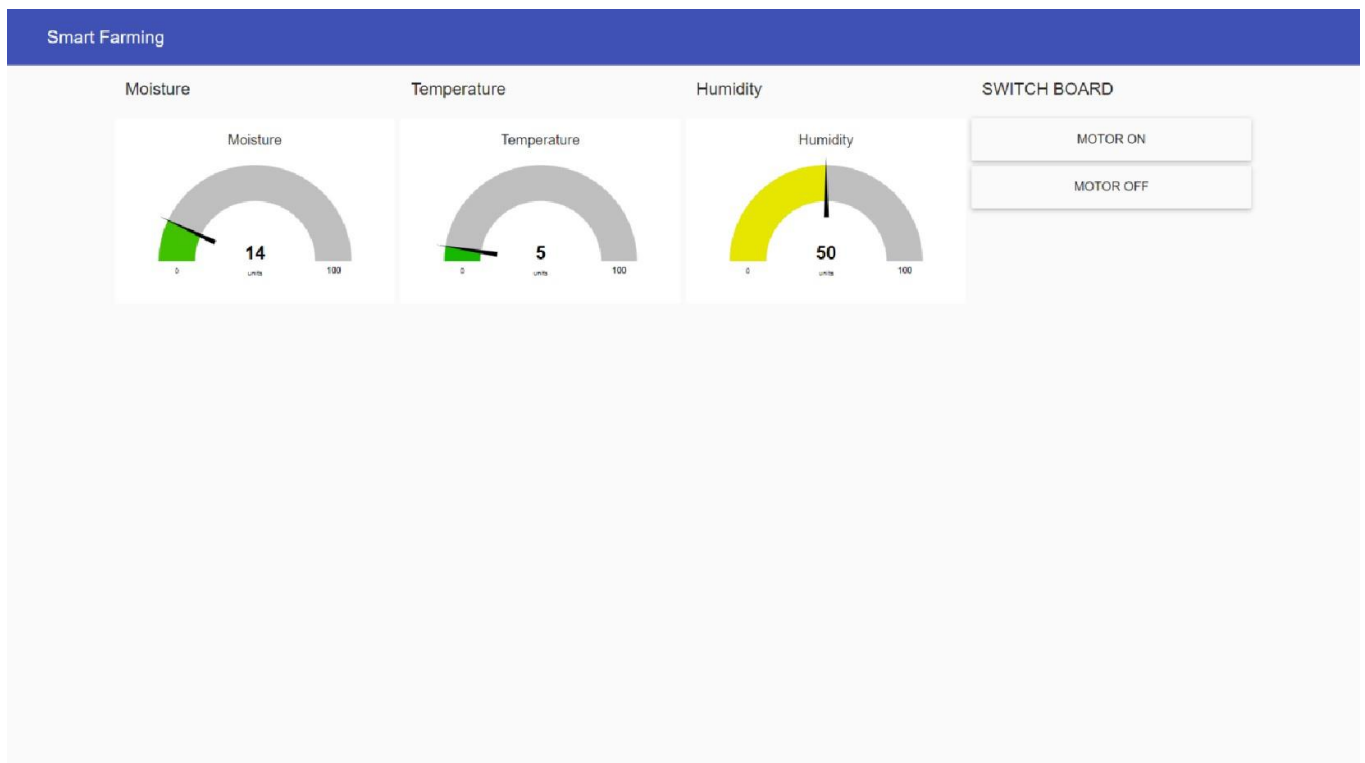 Smart Farming
Moisture
Temperature
Humidity
SWITCH BOARD
Moisture
14
units
0
100
Temperature
5
units
0
100
Humidity
50
units
0
100
MOTOR ON
MOTOR OFF